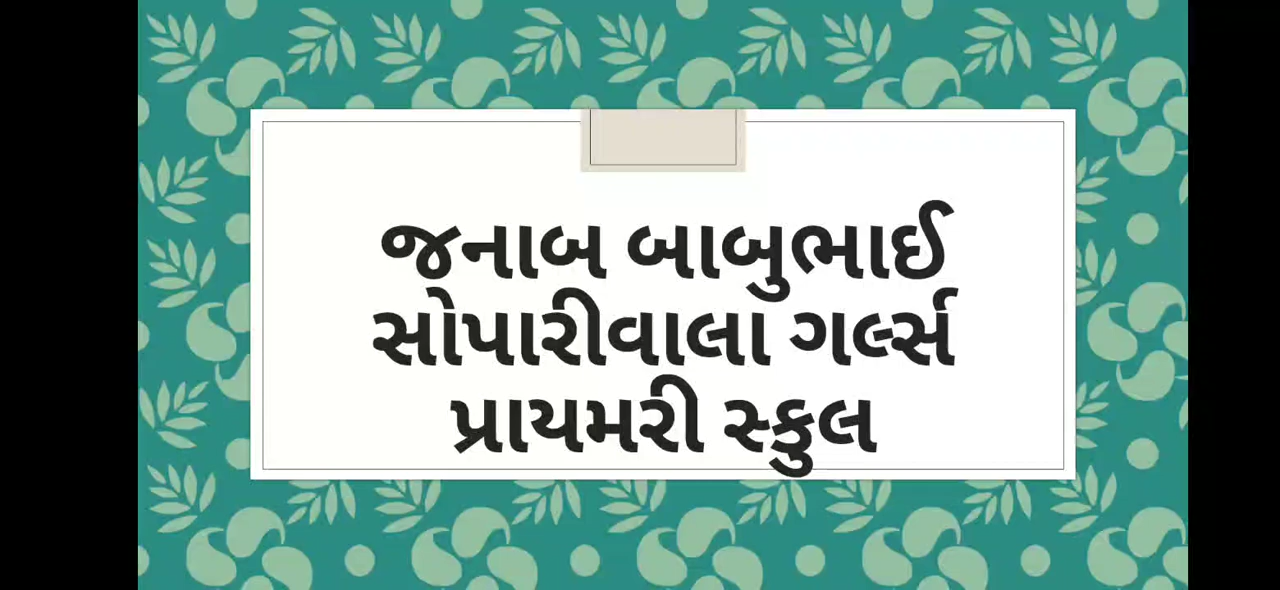 જનાબ બાબુભાઈ
સોપારીવાલા ગર્લ્સ
પ્રાયમરી સ્કુલ